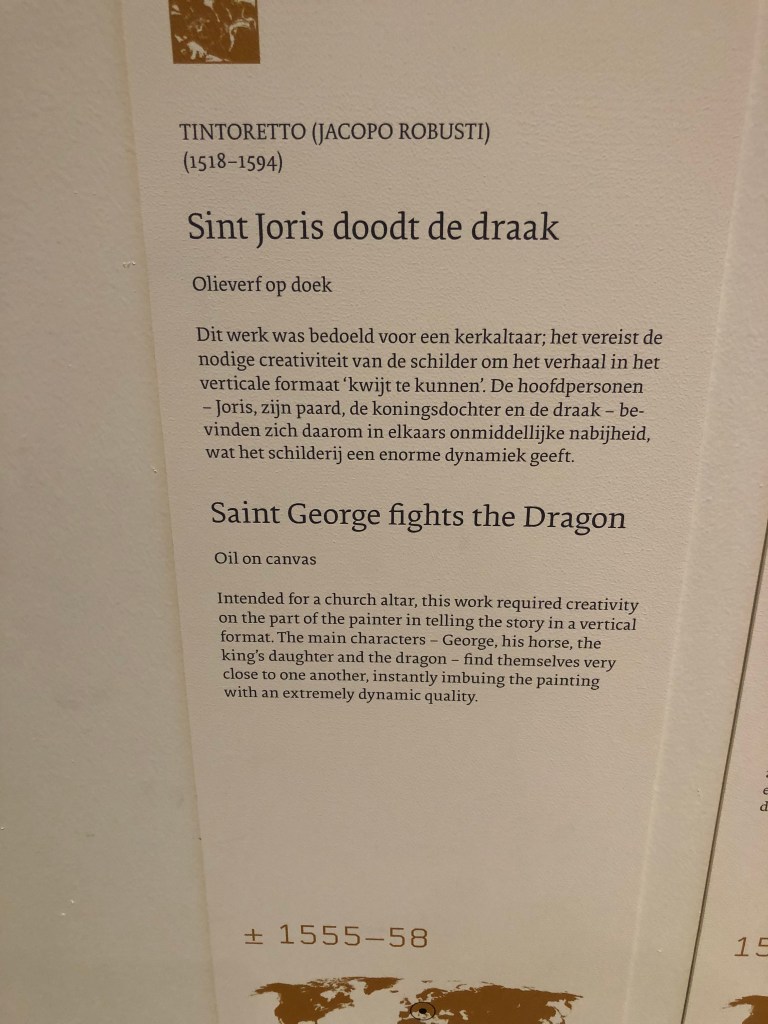 TINTORETTO (JACOPO ROBUSTI)
(1518–1594)
Sint Joris doodt de draak
Olieverf op doek
Dit werk was bedoeld voor een kerkaltaar; het vereist de
nodige creativiteit van de schilder om het verhaal in het
verticale formaat ‘kwijt te kunnen’. De hoofdpersonen
– Joris, zijn paard, de koningsdochter en de draak – be-
vinden zich daarom in elkaars onmiddellijke nabijheid,
wat het schilderij een enorme dynamiek geeft.
Saint George fights the Dragon
Oil on canvas
Intended for a church altar, this work required creativity
on the part of the painter in telling the story in a vertical
format. The main characters – George, his horse, the
king’s daughter and the dragon – find themselves very
close to one another, instantly imbuing the painting
with an extremely dynamic quality.
± 1555–58
15